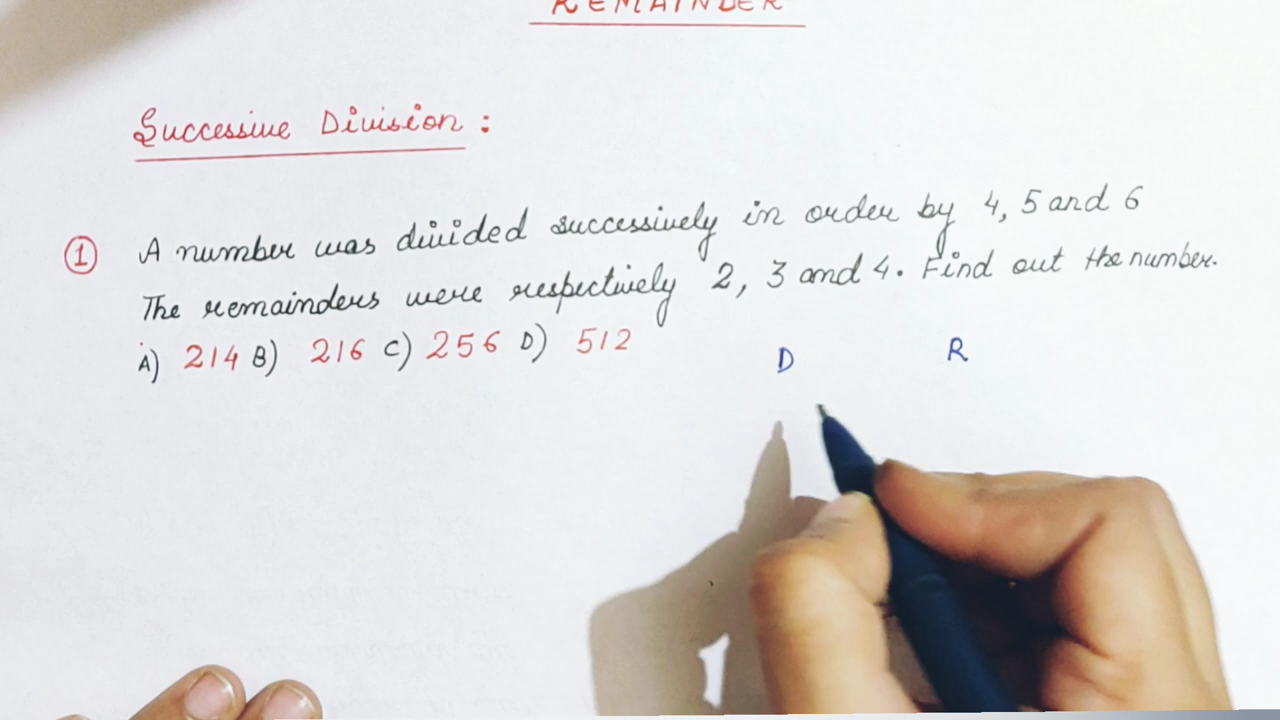 REMAINDER
Successive Division :
1 A number was divided successively in order by 4, 5 and 6
The remainders were respectively 2, 3 and 4. Find out the number.
A) 214 B) 216 C) 256 D) 512
D R